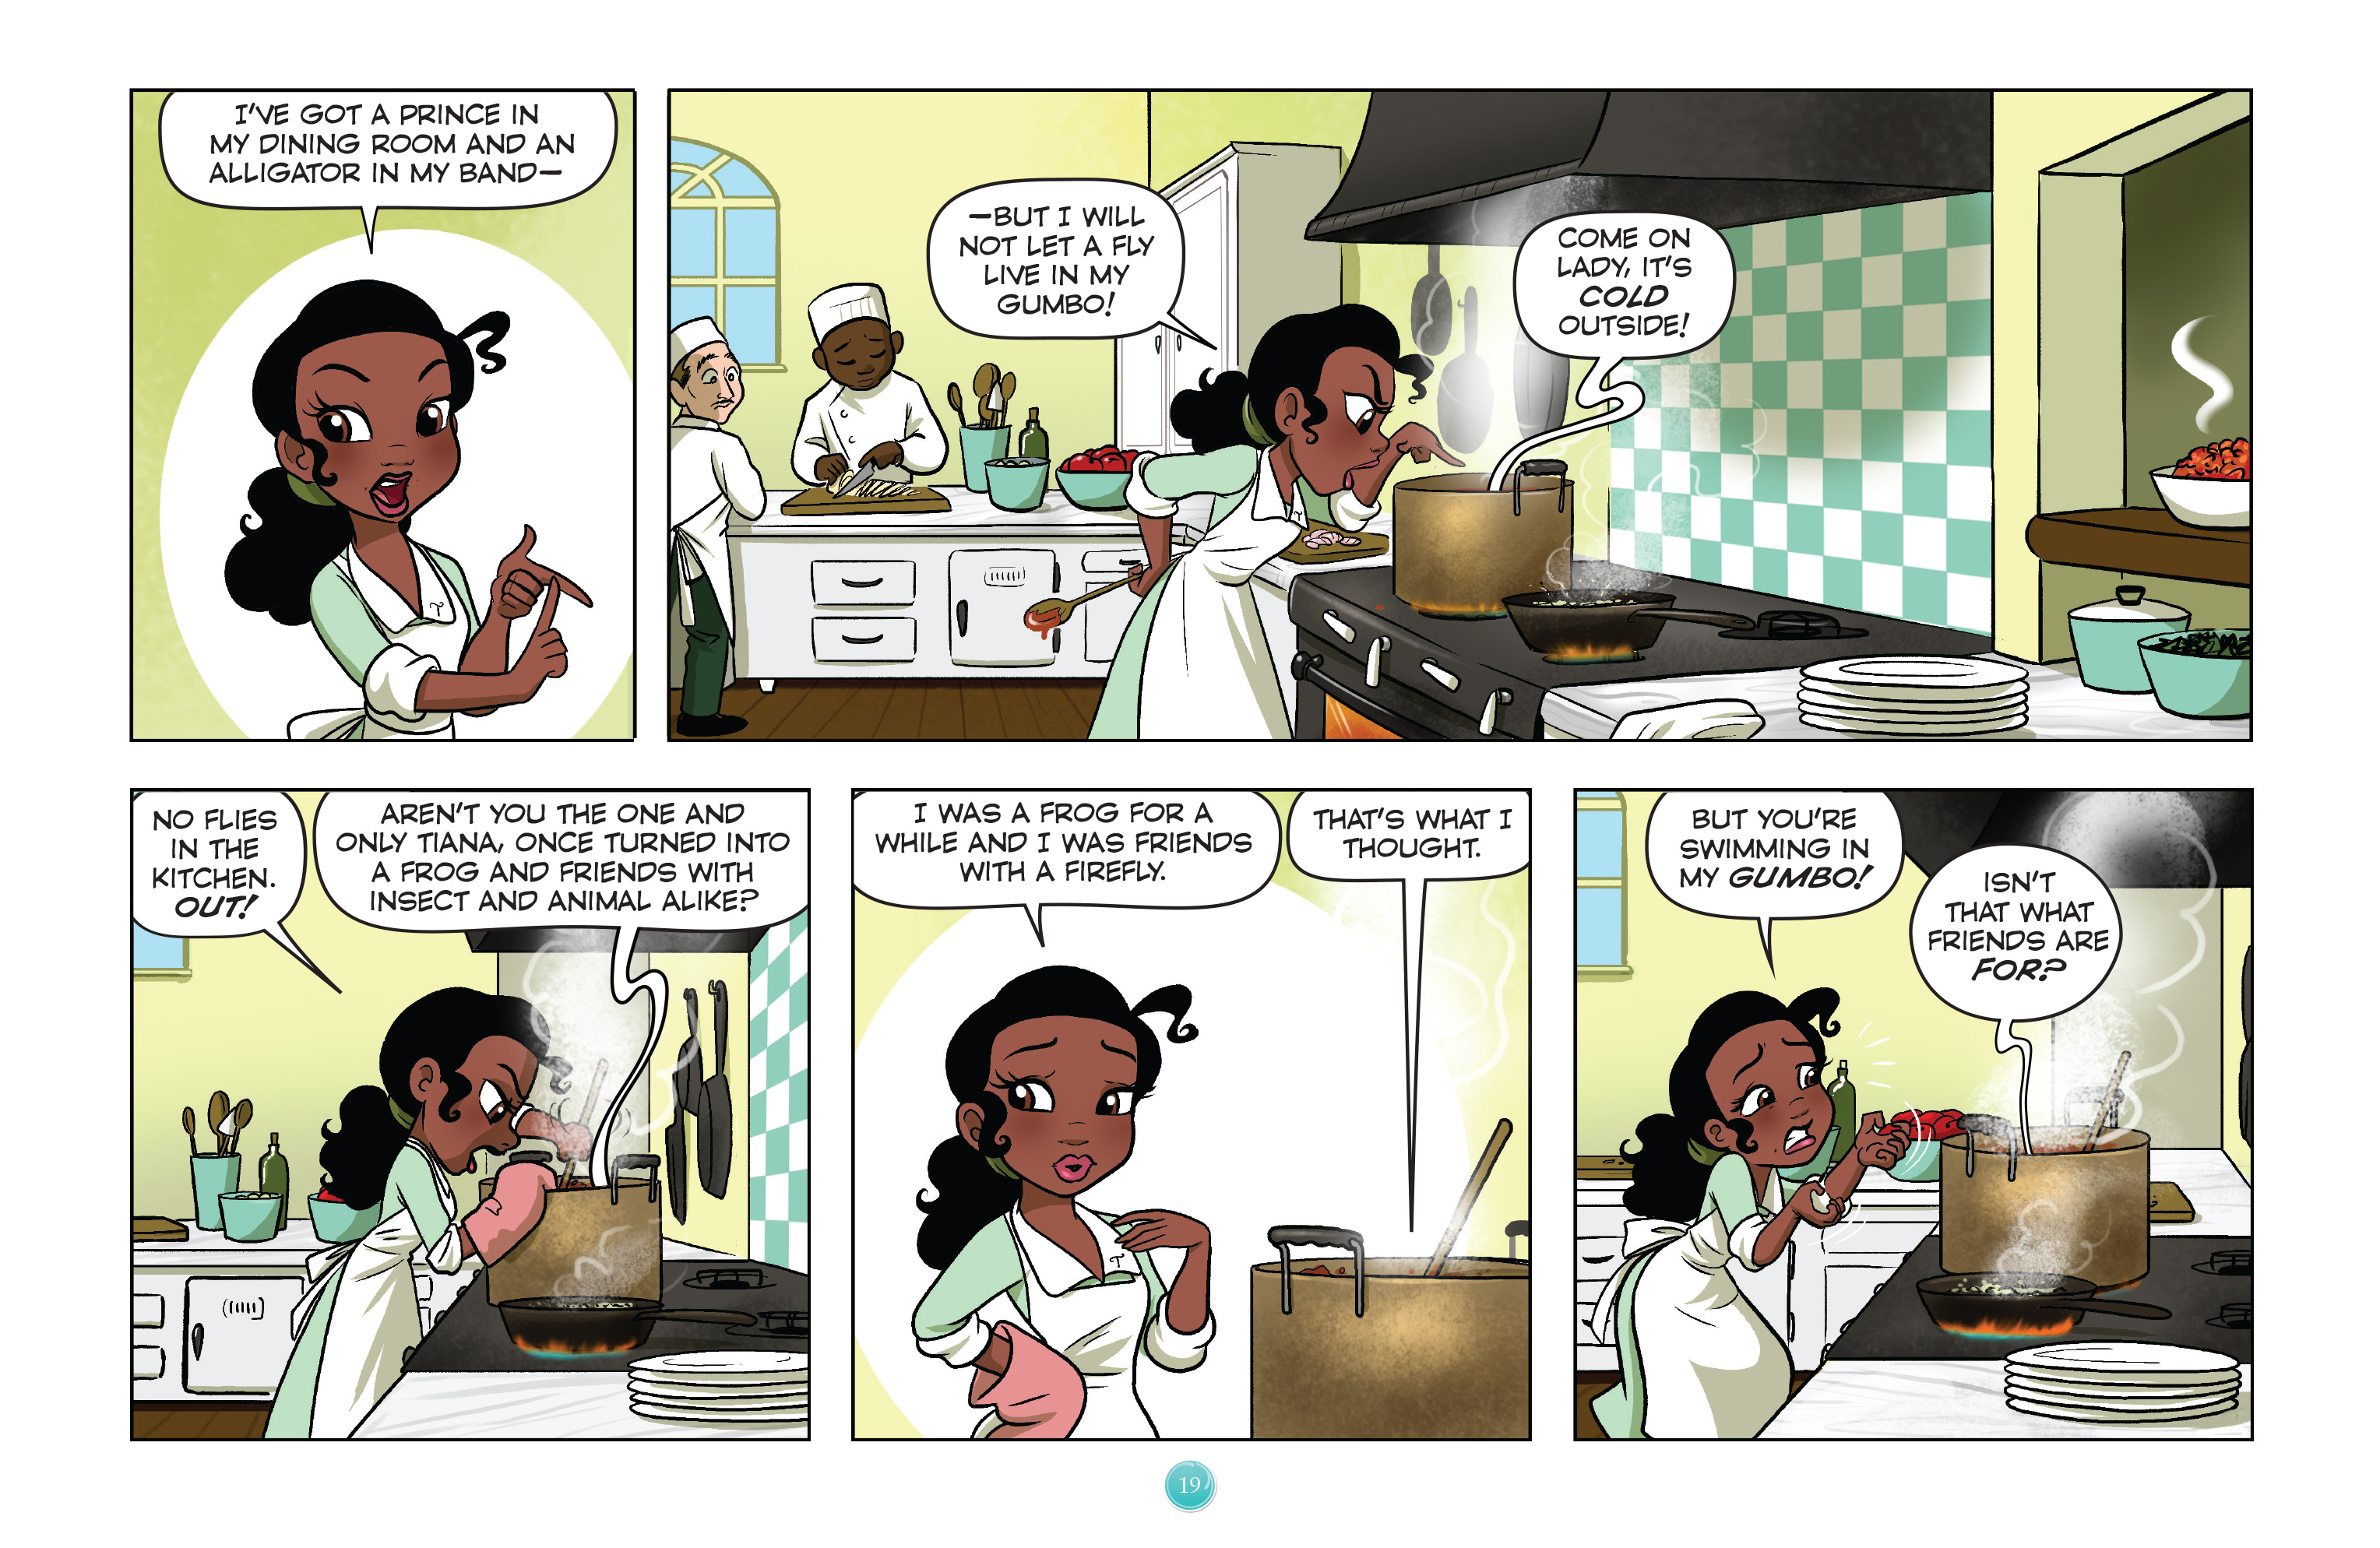 I'VE GOT A PRINCE IN
MY DINING ROOM AND AN
ALLIGATOR IN MY BAND—
—BUT I WILL
NOT LET A FLY
LIVE IN MY
GUMBO!
COME ON
LADY, IT'S
COLD
OUTSIDE!
T
NO FLIES
IN THE
KITCHEN.
OUT!
AREN'T YOU THE ONE AND
ONLY TIANA, ONCE TURNED INTO
A FROG AND FRIENDS WITH
INSECT AND ANIMAL ALIKE?
I WAS A FROG FOR A
WHILE AND I WAS FRIENDS
WITH A FIREFLY.
THAT'S WHAT I
THOUGHT.
T
BUT YOU'RE
SWIMMING IN
MY GUMBO!
ISN'T
THAT WHAT
FRIENDS ARE
FOR?
19